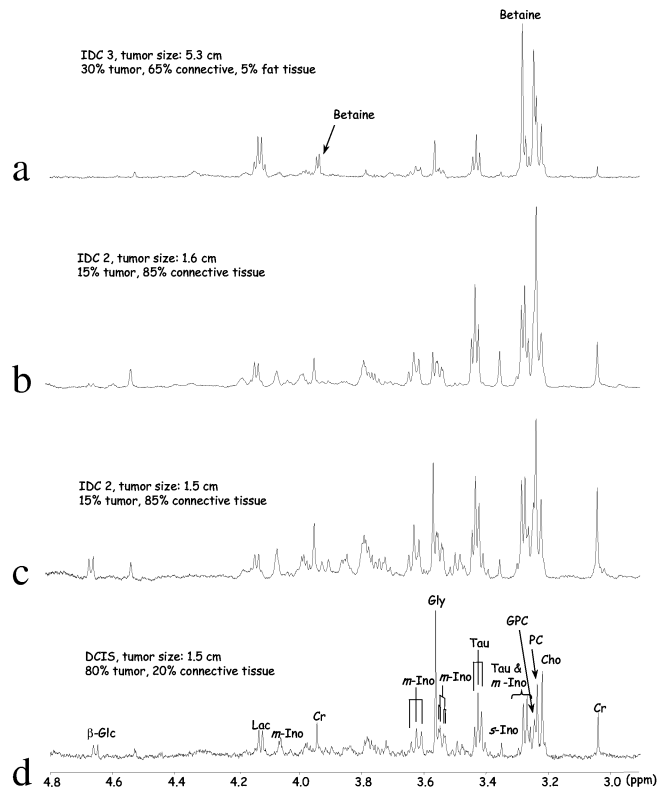 Betaine
IDC 3, tumor size: 5.3 cm
30% tumor, 65% connective, 5% fat tissue
Betaine
a
IDC 2, tumor size: 1.6 cm
15% tumor, 85% connective tissue
b
IDC 2, tumor size: 1.5 cm
15% tumor, 85% connective tissue
c
Gly
GPC
DCIS, tumor size: 1.5 cm
80% tumor, 20% connective tissue
Tau
PC
Cho
m-Ino
m-Ino
Tau &
m-Ino
β-Glc
Lac
m-Ino
Cr
s-Ino
Cr
d
4.8 4.6 4.4 4.2 4.0 3.8 3.6 3.4 3.2 3.0 (ppm)